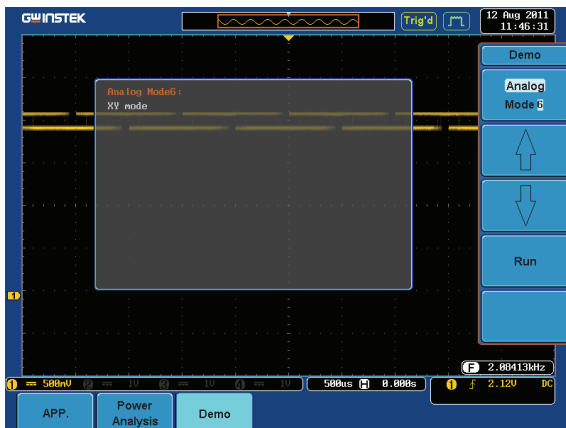 GWINSTEK
Trig'd
12 Aug 2011
11:46:31
Demo
Analog
Mode 6
Analog Mode6:
XY mode
Run
1
F 2.08413kHz
1 500mV 2 1V 3 1V 4 1V
500us H 0.000s
1 2.12V DC
APP.
Power
Analysis
Demo